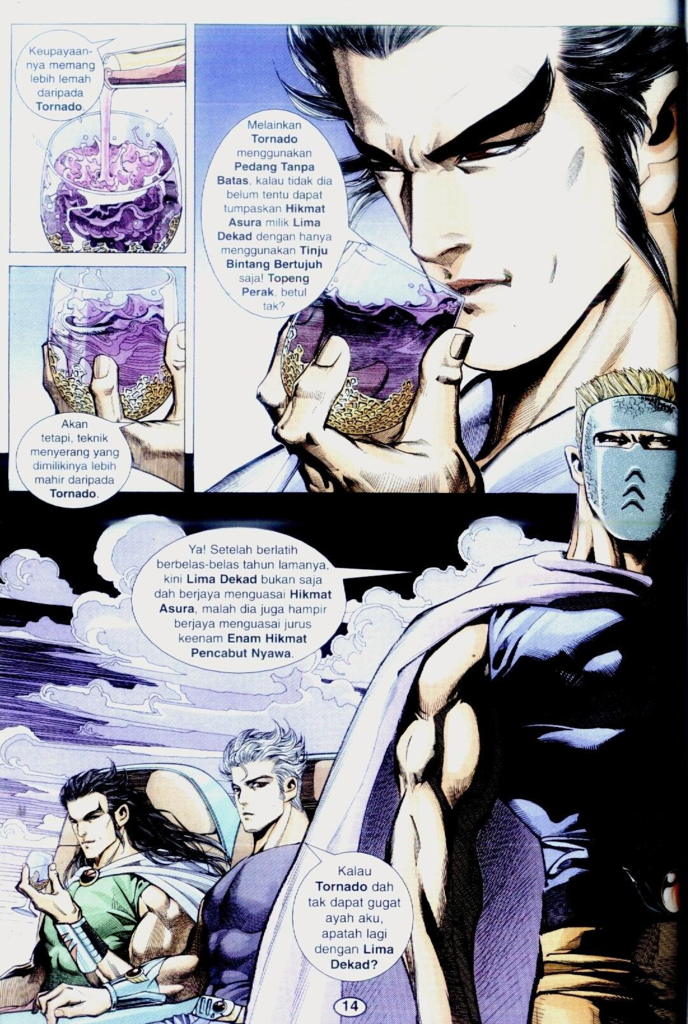 Keupayaan-
nya memang
lebih lemah
daripada
Tornado.
Akan
tetapi, teknik
menyerang yang
dimilikinya lebih
mahir daripada
Tornado.
Melainkan
Tornado
menggunakan
Pedang Tanpa
Batas, kalau tidak dia
belum tentu dapat
tumpaskan Hikmat
Asura milik Lima
Dekad dengan hanya
menggunakan Tinju
Bintang Bertujuh
saja! Topeng
Perak, betul
tak?
Ya! Setelah berlatih
berbelas-belas tahun lamanya,
kini Lima Dekad bukan saja
dah berjaya menguasai Hikmat
Asura, malah dia juga hampir
berjaya menguasai jurus
keenam Enam Hikmat
Pencabut Nyawa.
Kalau
Tornado dah
tak dapat gugat
ayah aku,
apatah lagi
dengan Lima
Dekad?
14